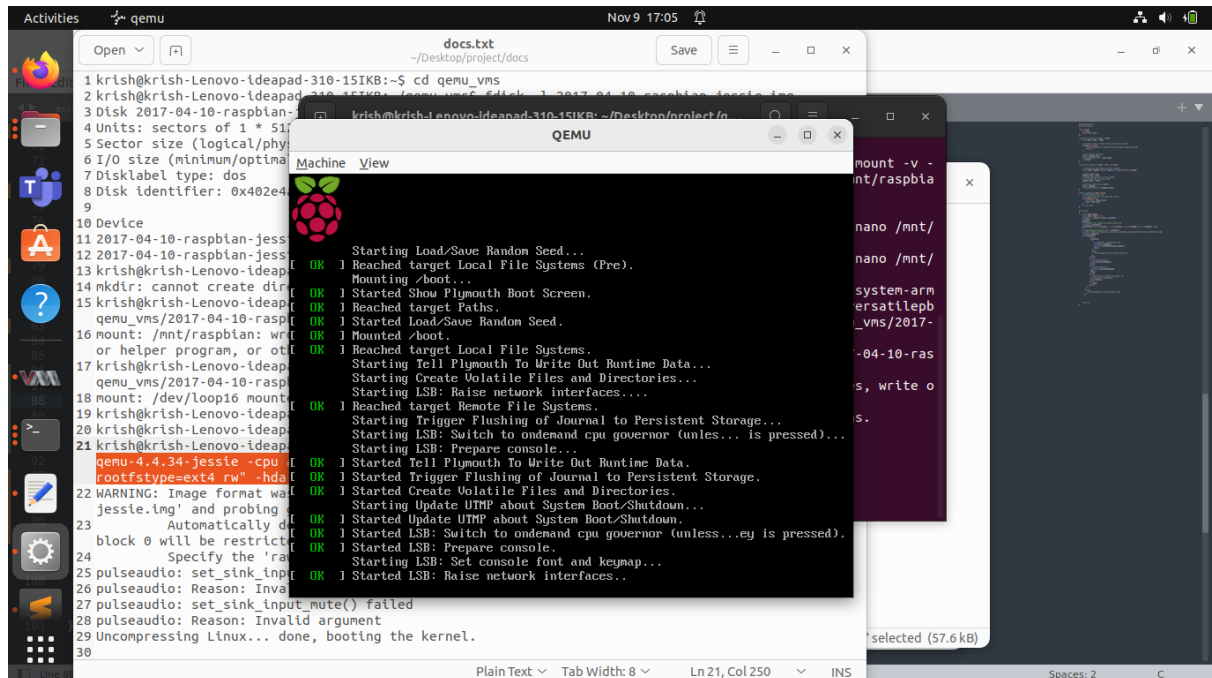 Activities
qemu
Nov 9 17:05
Open
docs.txt
~/Desktop/project/docs
Save
1 krish@krish-Lenovo-ideapad-310-15IKB:~$ cd qemu_vms
2 krish@krish-Lenovo-ideapad-310-15IKB:~/qemu_vms$ fdisk -l 2017-04-10-raspbian-jessie.img
3 Disk 2017-04-10-raspbian-
4 Units: sectors of 1 * 51
5 Sector size (logical/phys
6 I/O size (minimum/optima
7 Disklabel type: dos
8 Disk identifier: 0x402e4
9
10 Device
11 2017-04-10-raspbian-jess
12 2017-04-10-raspbian-jess
13 krish@krish-Lenovo-ideapa
14 mkdir: cannot create dir
15 krish@krish-Lenovo-ideapa
qemu_vms/2017-04-10-rasp
16 mount: /mnt/raspbian: wr
or helper program, or ot
17 krish@krish-Lenovo-ideapa
qemu_vms/2017-04-10-rasp
18 mount: /dev/loop16 mount
19 krish@krish-Lenovo-ideapa
20 krish@krish-Lenovo-ideapa
21 krish@krish-Lenovo-ideapa
qemu-4.4.34-jessie -cpu
rootfstype=ext4 rw" -hda
22 WARNING: Image format wa
jessie.img' and probing
23 Automatically d
block 0 will be restrict
24 Specify the 'ra
25 pulseaudio: set_sink_inp
26 pulseaudio: Reason: Inva
27 pulseaudio: set_sink_input_mute() failed
28 pulseaudio: Reason: Invalid argument
29 Uncompressing Linux... done, booting the kernel.
30
Plain Text
Tab Width: 8
Ln 21, Col 250
INS
krish@krish-Lenovo-ideapad-310-15IKB: ~/Desktop/project/q...
mount -v -
nt/raspbia
nano /mnt/
nano /mnt/
system-arm
ersatilepb
_vms/2017-
-04-10-ras
s, write o
s.
QEMU
Machine View
Starting Load/Save Random Seed...
[ OK ] Reached target Local File Systems (Pre).
Mounting /boot...
[ OK ] Started Show Plymouth Boot Screen.
[ OK ] Reached target Paths.
[ OK ] Started Load/Save Random Seed.
[ OK ] Mounted /boot.
[ OK ] Reached target Local File Systems.
Starting Tell Plymouth To Write Out Runtime Data...
Starting Create Volatile Files and Directories...
Starting LSB: Raise network interfaces....
[ OK ] Reached target Remote File Systems.
Starting Trigger Flushing of Journal to Persistent Storage...
Starting LSB: Switch to ondemand cpu governor (unles... is pressed)...
Starting LSB: Prepare console...
[ OK ] Started Tell Plymouth To Write Out Runtime Data.
[ OK ] Started Trigger Flushing of Journal to Persistent Storage.
[ OK ] Started Create Volatile Files and Directories.
Starting Update UTMP about System Boot/Shutdown...
[ OK ] Started Update UTMP about System Boot/Shutdown.
[ OK ] Started LSB: Switch to ondemand cpu governor (unless...ey is pressed).
[ OK ] Started LSB: Prepare console.
Starting LSB: Set console font and keymap...
[ OK ] Started LSB: Raise network interfaces..
selected (57.6 kB)
Spaces: 2
C